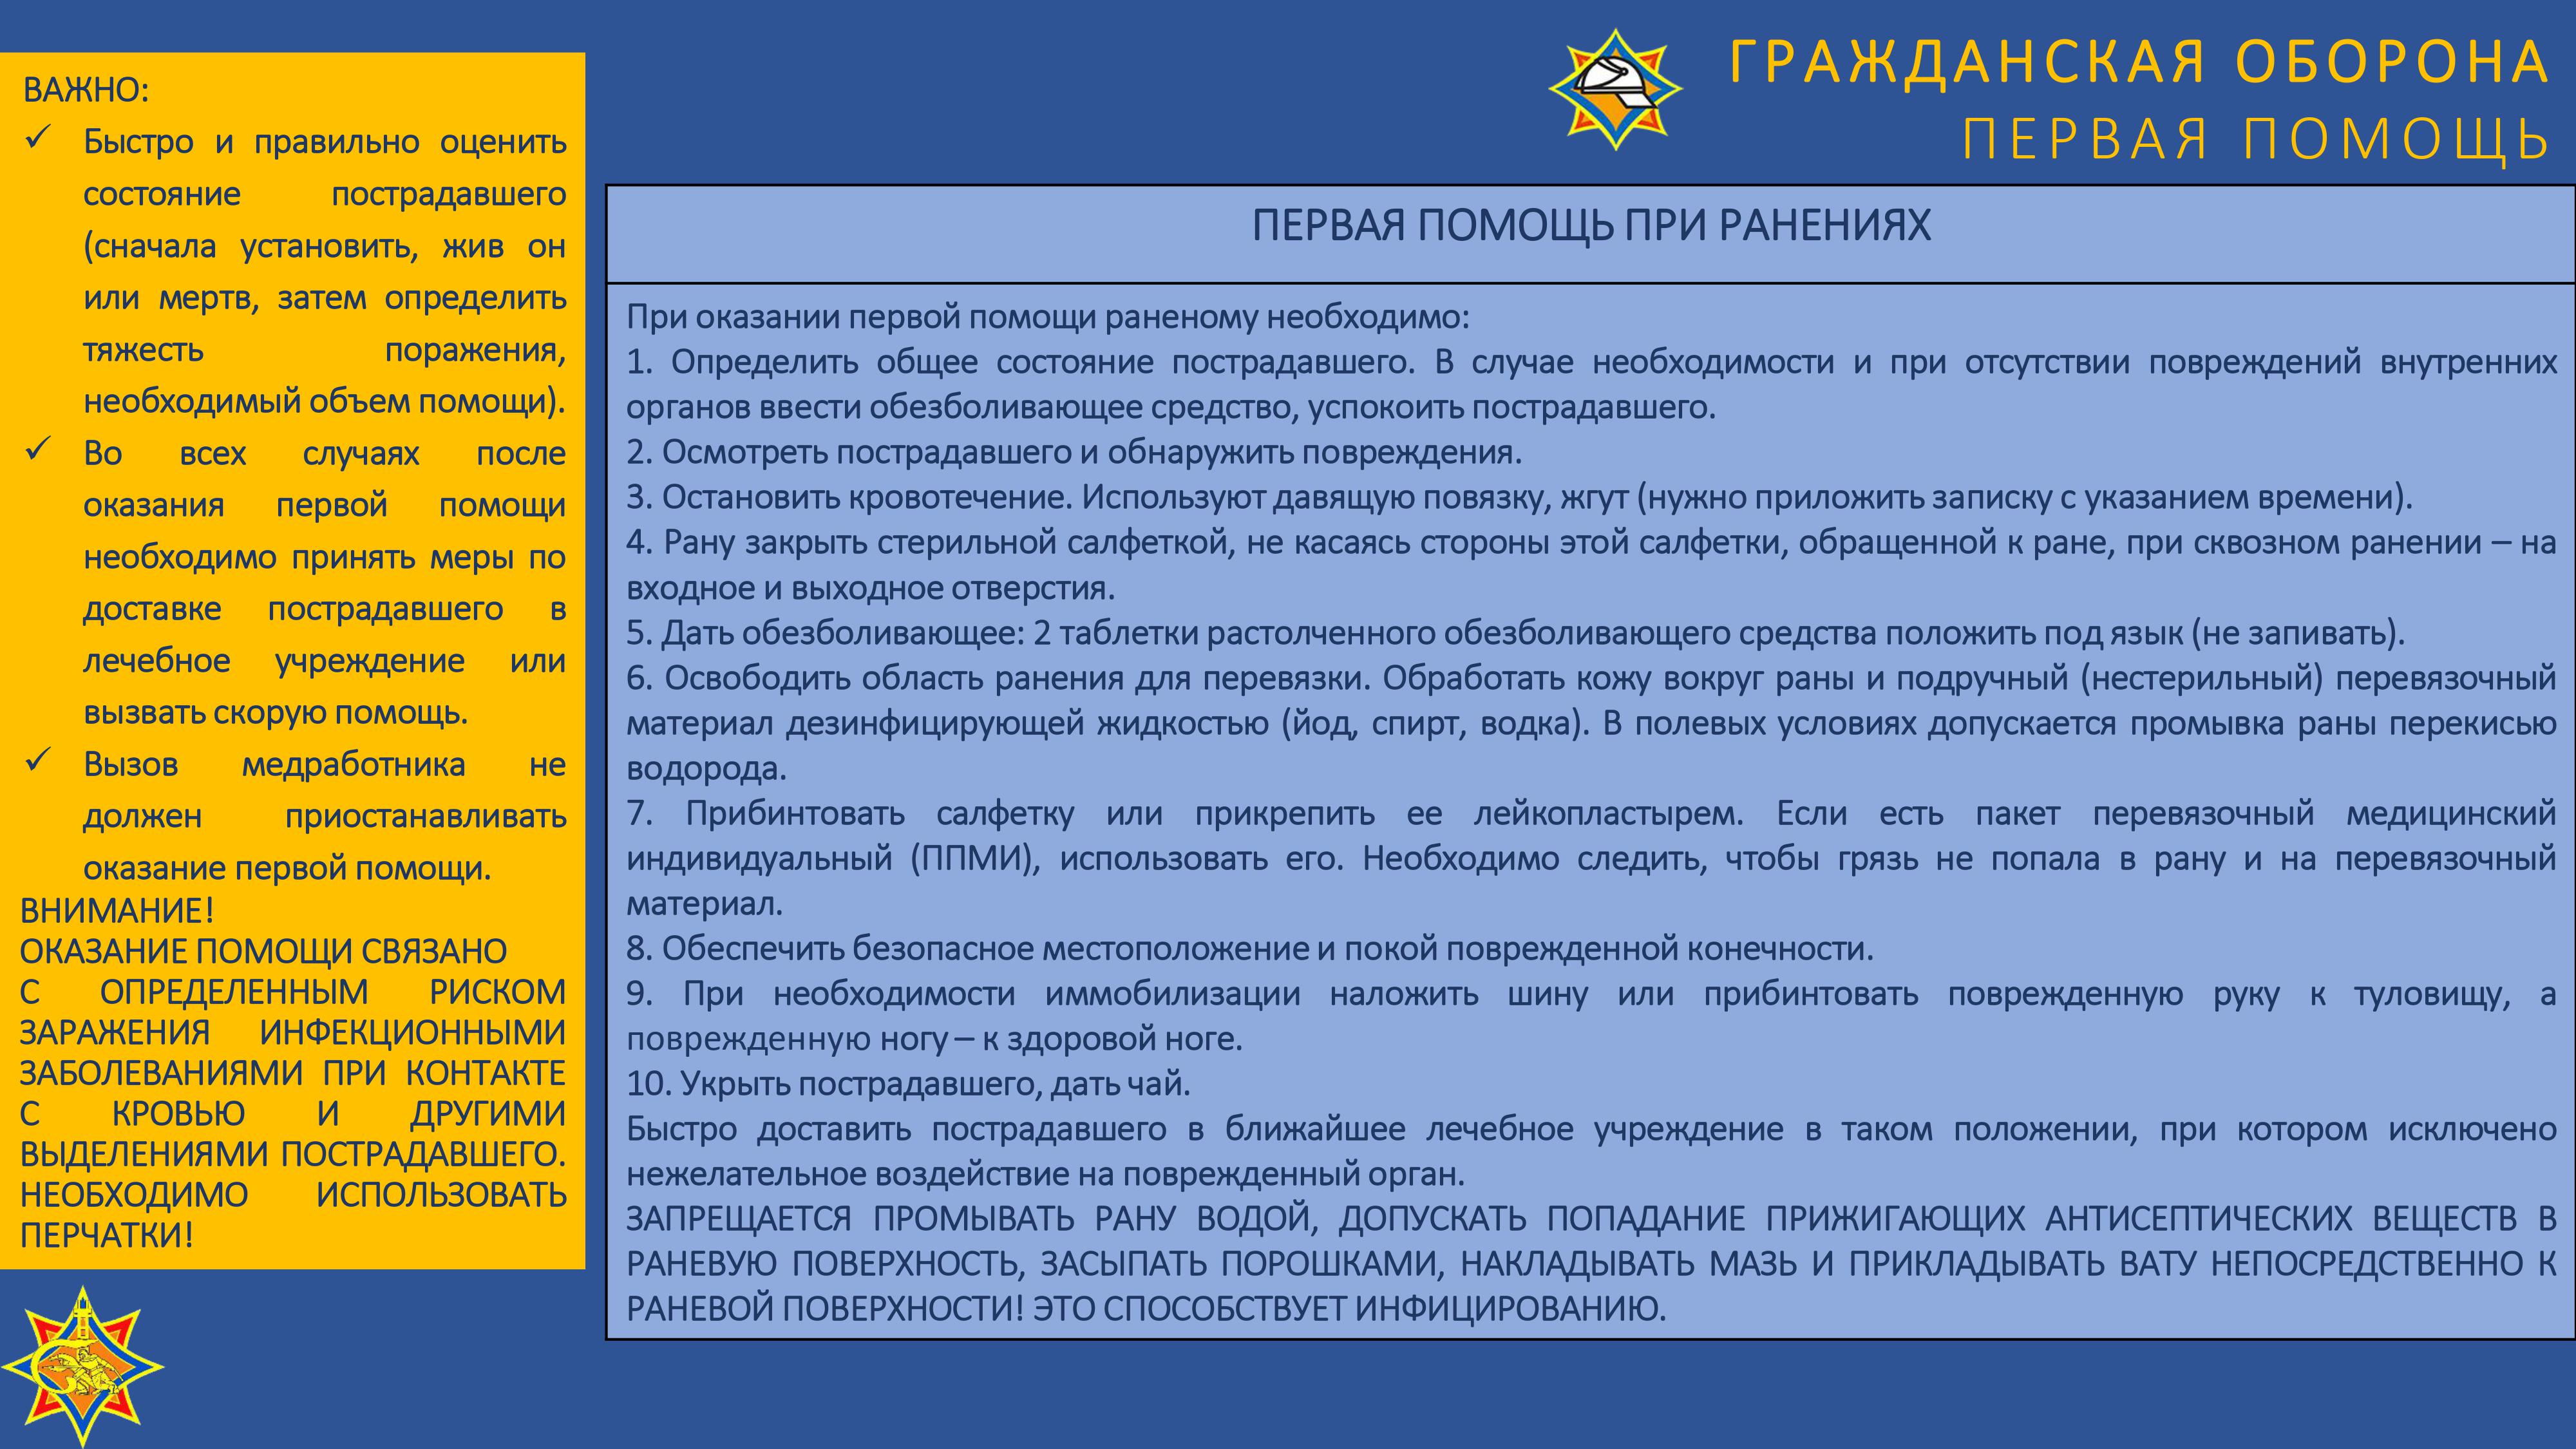 ГРАЖДАНСКАЯ ОБОРОНА
ПЕРВАЯ ПОМОЩЬ
ВАЖНО:
✓ Быстро и правильно оценить
состояние пострадавшего
(сначала установить, жив он
или мертв, затем определить
тяжесть поражения,
необходимый объем помощи).
✓ Во всех случаях после
оказания первой помощи
необходимо принять меры по
доставке пострадавшего в
лечебное учреждение или
вызвать скорую помощь.
✓ Вызов медработника не
должен приостанавливать
оказание первой помощи.
ВНИМАНИЕ!
ОКАЗАНИЕ ПОМОЩИ СВЯЗАНО
С ОПРЕДЕЛЕННЫМ РИСКОМ
ЗАРАЖЕНИЯ ИНФЕКЦИОННЫМИ
ЗАБОЛЕВАНИЯМИ ПРИ КОНТАКТЕ
С КРОВЬЮ И ДРУГИМИ
ВЫДЕЛЕНИЯМИ ПОСТРАДАВШЕГО.
НЕОБХОДИМО ИСПОЛЬЗОВАТЬ
ПЕРЧАТКИ!
ПЕРВАЯ ПОМОЩЬ ПРИ РАНЕНИЯХ
При оказании первой помощи раненому необходимо:
1. Определить общее состояние пострадавшего. В случае необходимости и при отсутствии повреждений внутренних
органов ввести обезболивающее средство, успокоить пострадавшего.
2. Осмотреть пострадавшего и обнаружить повреждения.
3. Остановить кровотечение. Используют давящую повязку, жгут (нужно приложить записку с указанием времени).
4. Рану закрыть стерильной салфеткой, не касаясь стороны этой салфетки, обращенной к ране, при сквозном ранении – на
входное и выходное отверстия.
5. Дать обезболивающее: 2 таблетки растолченного обезболивающего средства положить под язык (не запивать).
6. Освободить область ранения для перевязки. Обработать кожу вокруг раны и подручный (нестерильный) перевязочный
материал дезинфицирующей жидкостью (йод, спирт, водка). В полевых условиях допускается промывка раны перекисью
водорода.
7. Прибинтовать салфетку или прикрепить ее лейкопластырем. Если есть пакет перевязочный медицинский
индивидуальный (ППМИ), использовать его. Необходимо следить, чтобы грязь не попала в рану и на перевязочный
материал.
8. Обеспечить безопасное местоположение и покой поврежденной конечности.
9. При необходимости иммобилизации наложить шину или прибинтовать поврежденную руку к туловищу, а
поврежденную ногу – к здоровой ноге.
10. Укрыть пострадавшего, дать чай.
Быстро доставить пострадавшего в ближайшее лечебное учреждение в таком положении, при котором исключено
нежелательное воздействие на поврежденный орган.
ЗАПРЕЩАЕТСЯ ПРОМЫВАТЬ РАНУ ВОДОЙ, ДОПУСКАТЬ ПОПАДАНИЕ ПРИЖИГАЮЩИХ АНТИСЕПТИЧЕСКИХ ВЕЩЕСТВ В
РАНЕВУЮ ПОВЕРХНОСТЬ, ЗАСЫПАТЬ ПОРОШКАМИ, НАКЛАДЫВАТЬ МАЗЬ И ПРИКЛАДЫВАТЬ ВАТУ НЕПОСРЕДСТВЕННО К
РАНЕВОЙ ПОВЕРХНОСТИ! ЭТО СПОСОБСТВУЕТ ИНФИЦИРОВАНИЮ.